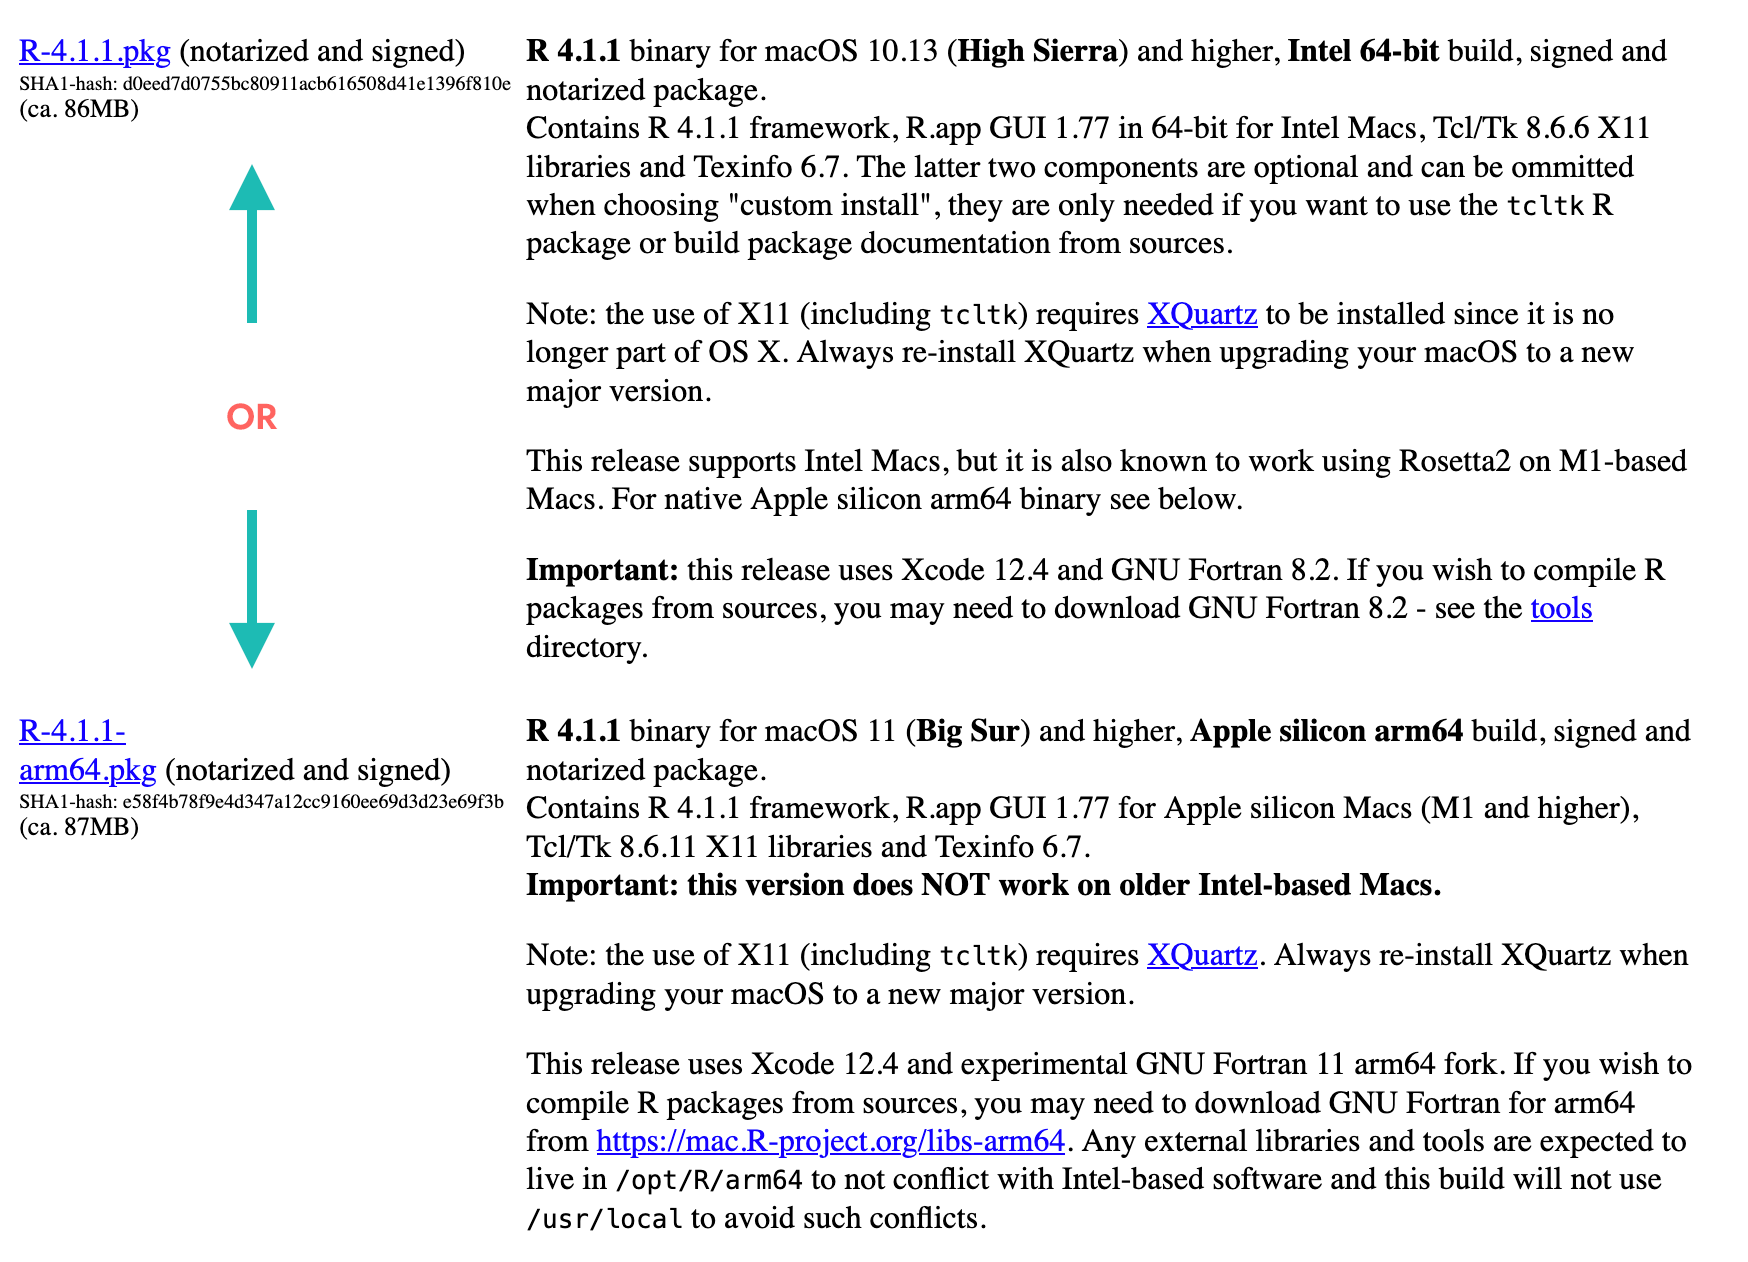 R-4.1.1.pkg (notarized and signed)
SHA1-hash: d0eed7d0755bc80911acb616508d41e1396f810e
(ca. 86MB)
R 4.1.1 binary for macOS 10.13 (High Sierra) and higher, Intel 64-bit build, signed and
notarized package.
Contains R 4.1.1 framework, R.app GUI 1.77 in 64-bit for Intel Macs, Tcl/Tk 8.6.6 X11
libraries and Texinfo 6.7. The latter two components are optional and can be ommitted
when choosing "custom install", they are only needed if you want to use the tcltk R
package or build package documentation from sources.
Note: the use of X11 (including tcltk) requires XQuartz to be installed since it is no
longer part of OS X. Always re-install XQuartz when upgrading your macOS to a new
major version.
OR
This release supports Intel Macs, but it is also known to work using Rosetta2 on M1-based
Macs. For native Apple silicon arm64 binary see below.
Important: this release uses Xcode 12.4 and GNU Fortran 8.2. If you wish to compile R
packages from sources, you may need to download GNU Fortran 8.2 - see the tools
directory.
R-4.1.1-
arm64.pkg (notarized and signed)
SHA1-hash: e58f4b78f9e4d347a12cc9160ee69d3d23e69f3b
(ca. 87MB)
R 4.1.1 binary for macOS 11 (Big Sur) and higher, Apple silicon arm64 build, signed and
notarized package.
Contains R 4.1.1 framework, R.app GUI 1.77 for Apple silicon Macs (M1 and higher),
Tcl/Tk 8.6.11 X11 libraries and Texinfo 6.7.
Important: this version does NOT work on older Intel-based Macs.
Note: the use of X11 (including tcltk) requires XQuartz. Always re-install XQuartz when
upgrading your macOS to a new major version.
This release uses Xcode 12.4 and experimental GNU Fortran 11 arm64 fork. If you wish to
compile R packages from sources, you may need to download GNU Fortran for arm64
from https://mac.R-project.org/libs-arm64. Any external libraries and tools are expected to
live in /opt/R/arm64 to not conflict with Intel-based software and this build will not use
/usr/local to avoid such conflicts.